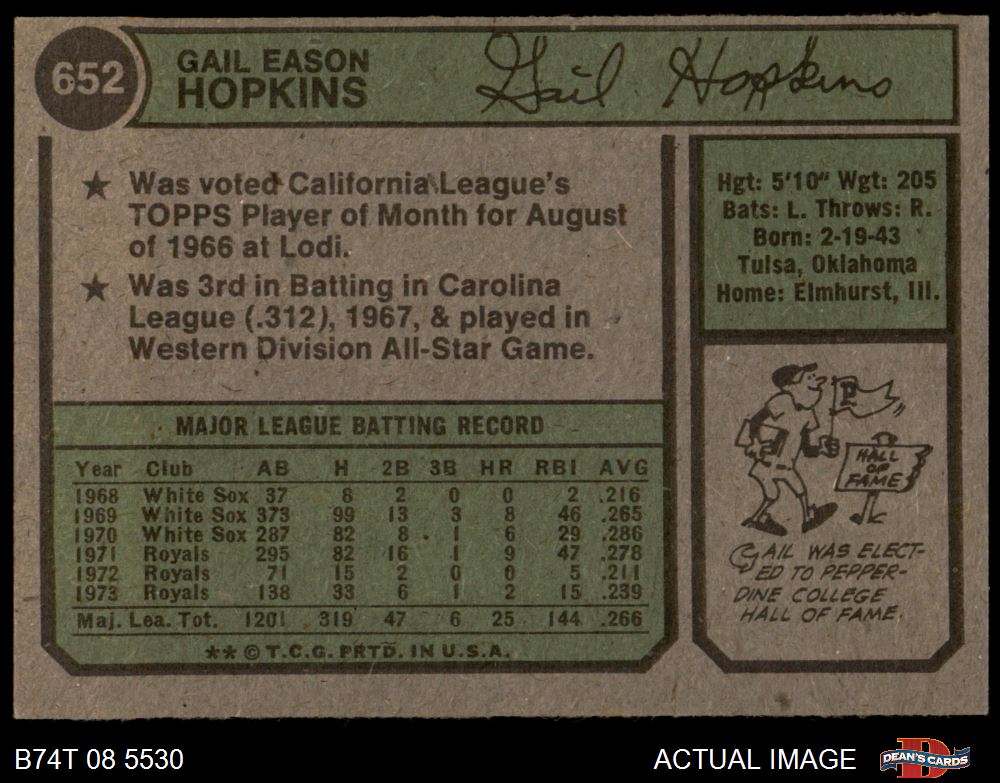 652
GAIL EASON
HOPKINS
Gail Hopkins
★ Was voted California League's
TOPPS Player of Month for August
of 1966 at Lodi.
★ Was 3rd in Batting in Carolina
League (.312), 1967, & played in
Western Division All-Star Game.
MAJOR LEAGUE BATTING RECORD
Year Club AB H 2B 3B HR RBI AVG
1968 White Sox 37 8 2 0 0 2 .216
1969 White Sox 373 99 13 3 8 46 .265
1970 White Sox 287 82 8 1 6 29 .286
1971 Royals 295 82 16 1 9 47 .278
1972 Royals 71 15 2 0 0 5 .211
1973 Royals 138 33 6 1 2 15 .239
Maj. Lea. Tot. 1201 319 47 6 25 144 .266
** © T.C.G. PRTD. IN U.S.A.
Hgt: 5'10" Wgt: 205
Bats: L. Throws: R.
Born: 2-19-43
Tulsa, Oklahoma
Home: Elmhurst, Ill.
P
HALL
OF
FAME
GAIL WAS ELECT-
ED TO PEPPER-
DINE COLLEGE
HALL OF FAME.
B74T 08 5530
ACTUAL IMAGE
D
DEAN'S CARDS